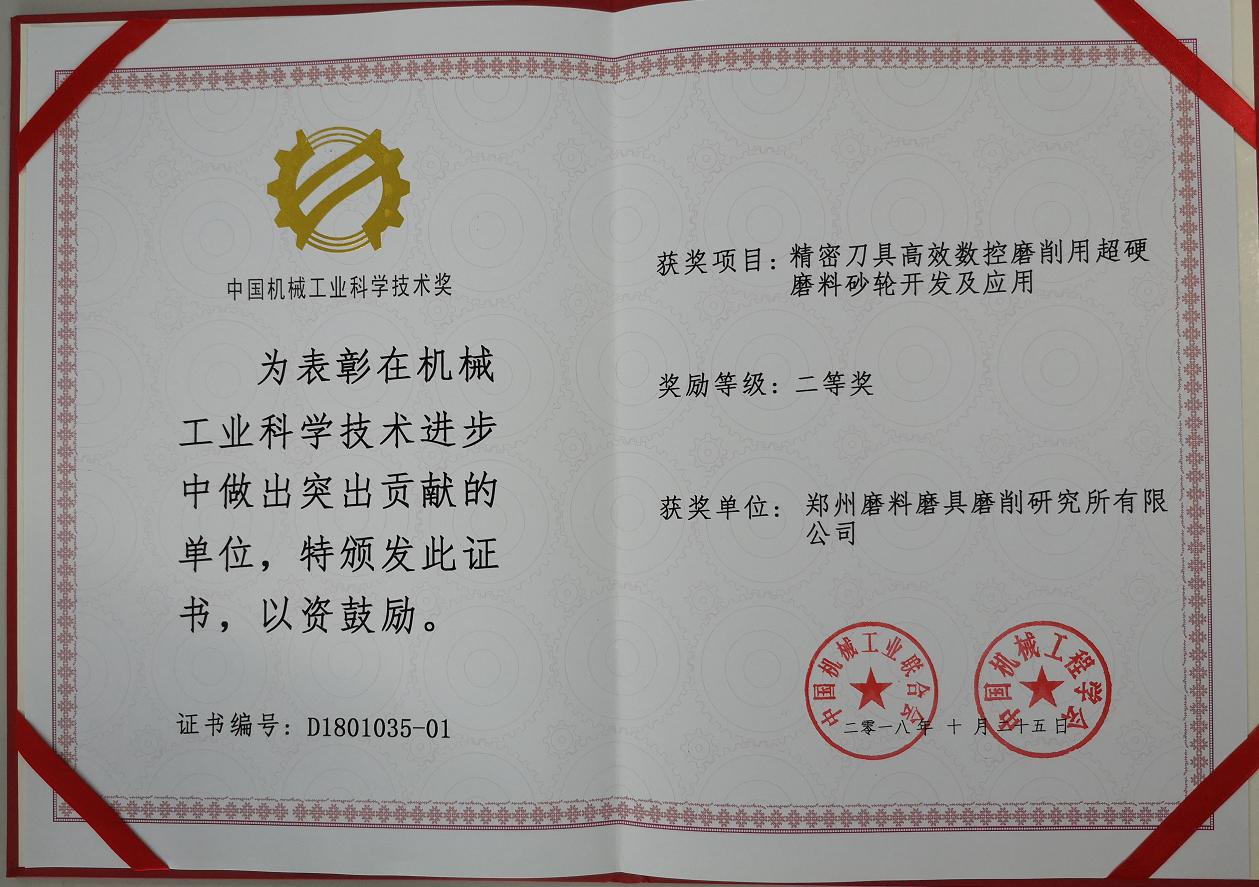 中国机械工业科学技术奖
为表彰在机械
工业科学技术进步
中做出突出贡献的
单位，特颁发此证
书，以资鼓励。
证书编号：D1801035-01
获奖项目：精密刀具高效数控磨削用超硬
磨料砂轮开发及应用
奖励等级：二等奖
获奖单位：郑州磨料磨具磨削研究所有限
公司
中国机械工业联合会
中国机械工程学会
二零一八年 十月二十五日